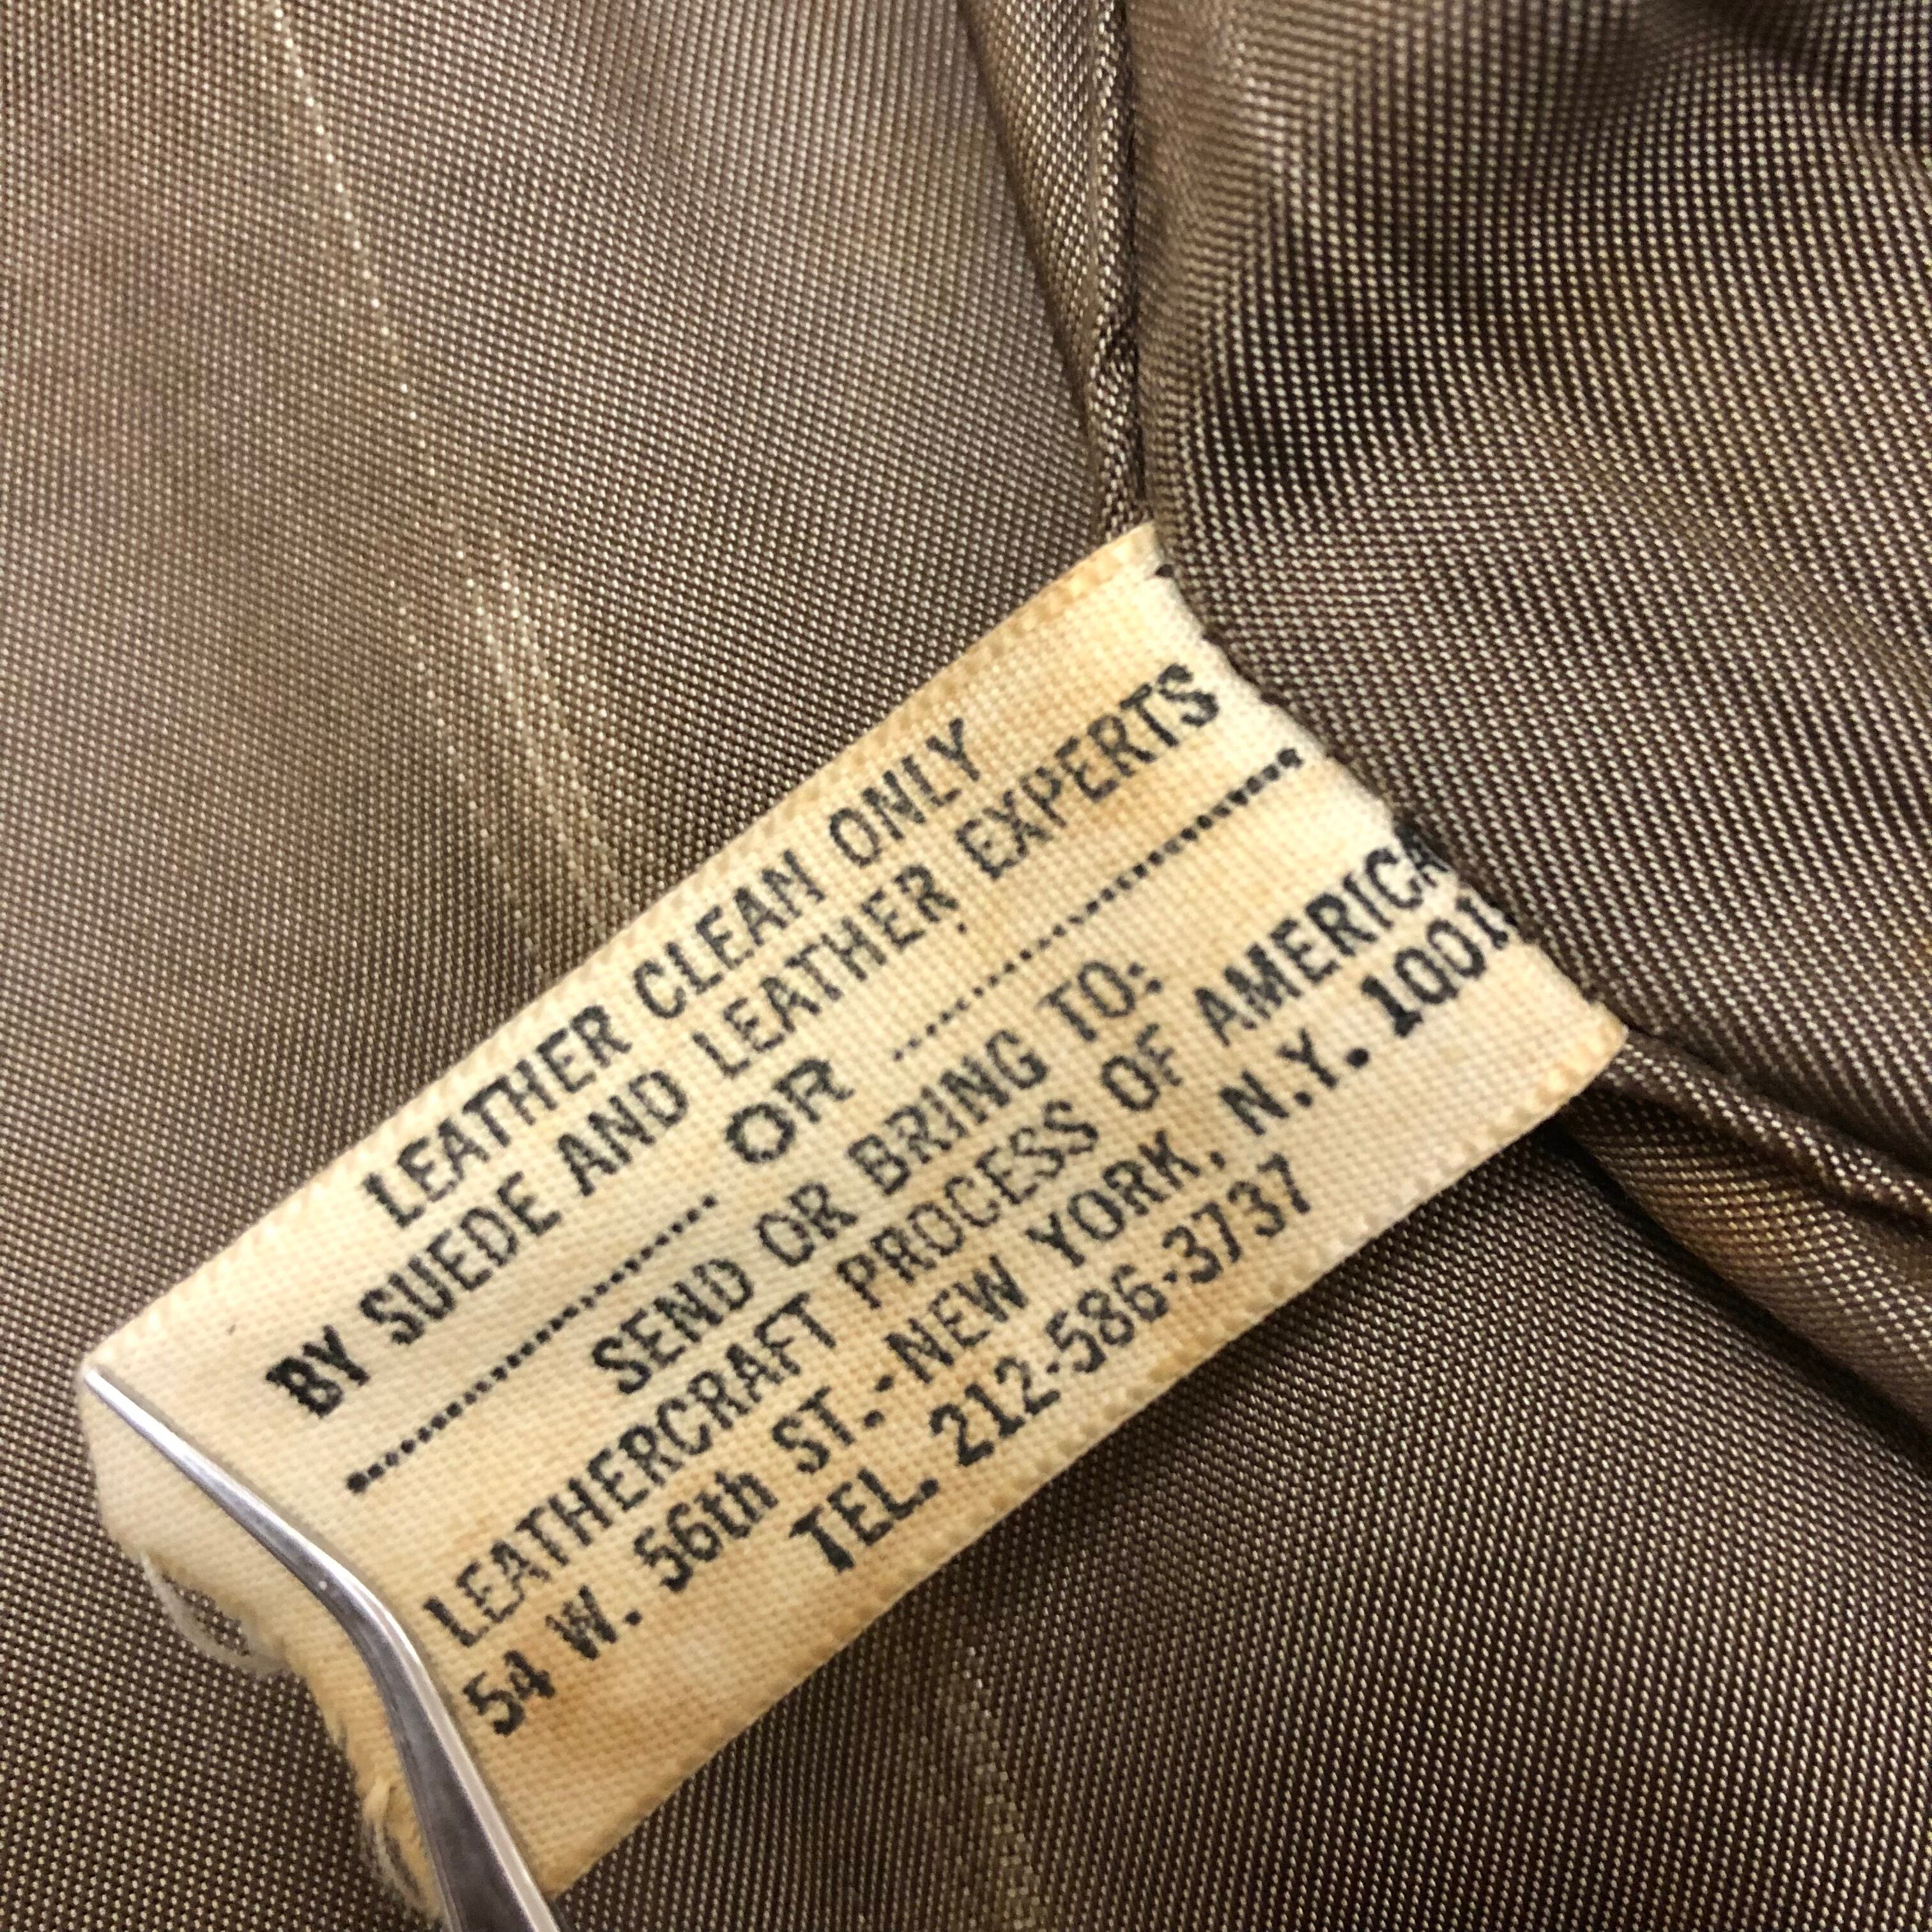 LEATHER CLEAN ONLY
BY SUEDE AND LEATHER EXPERTS
OR
SEND OR BRING TO:
LEATHERCRAFT PROCESS OF AMERICA
54 W. 56th ST.-NEW YORK, N.Y. 1001
TEL. 212-586-3737